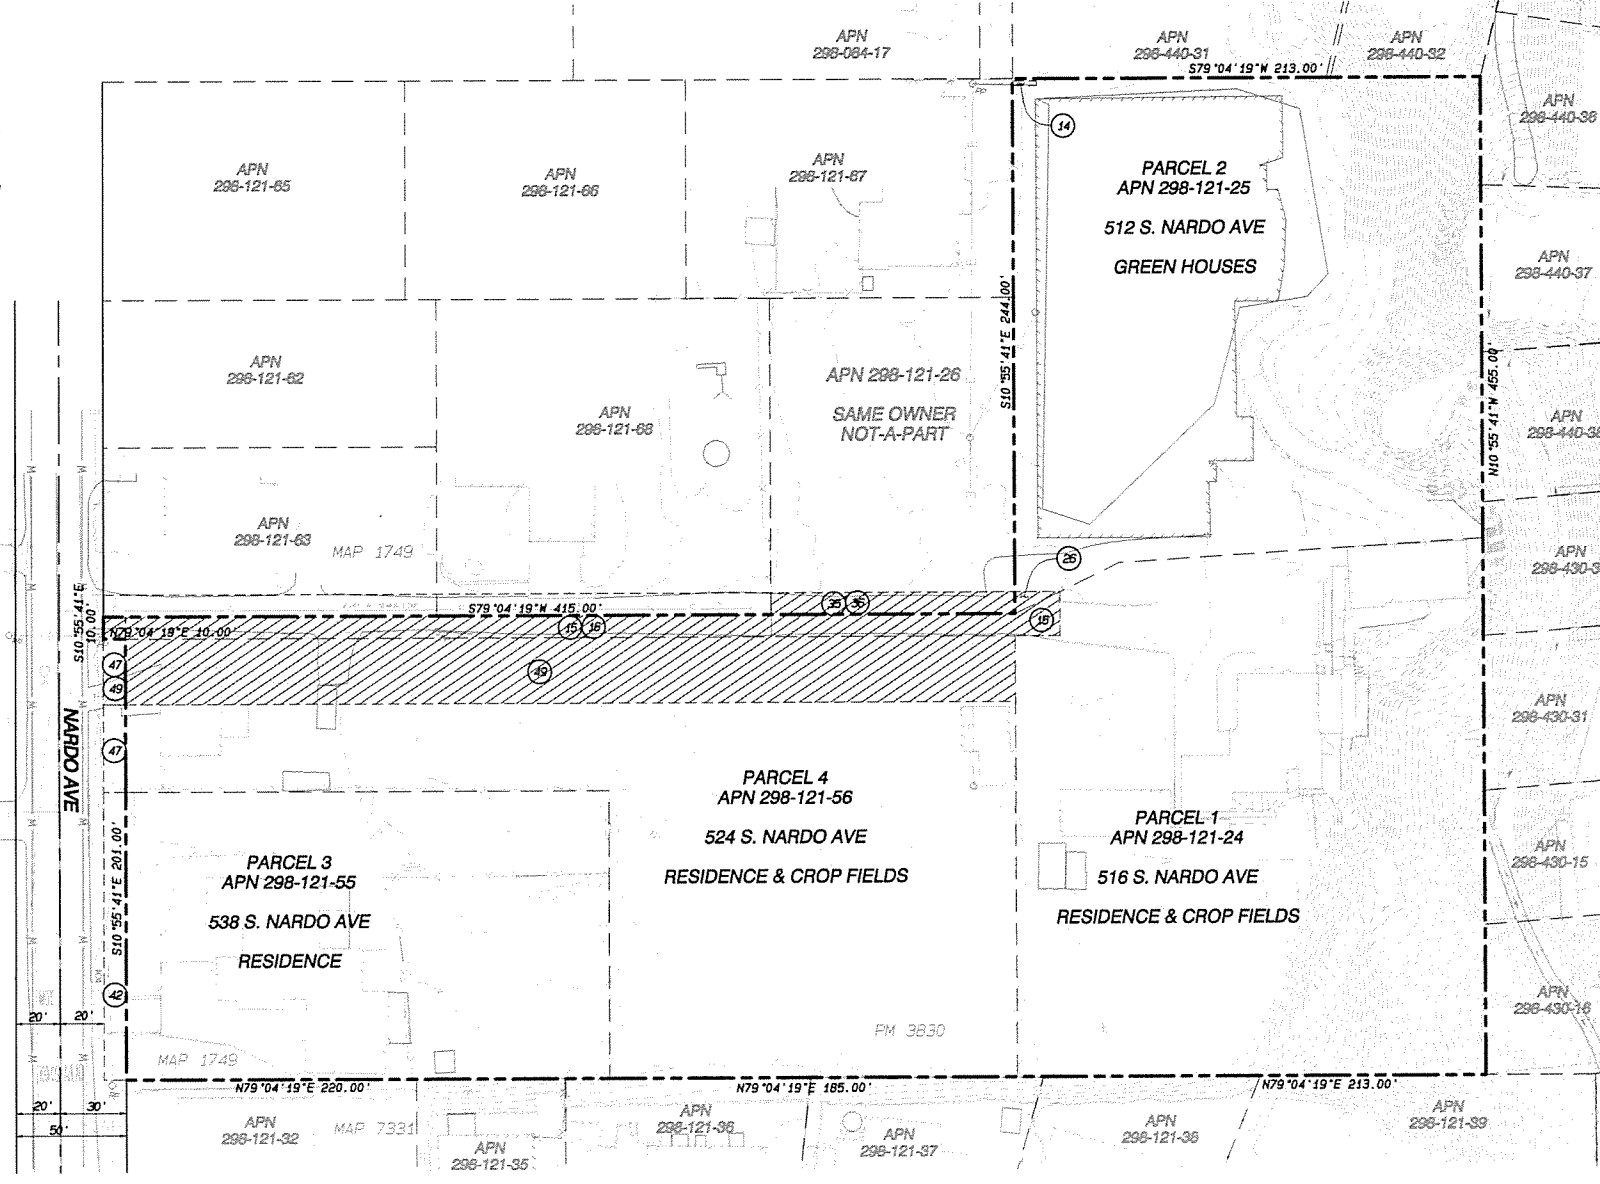 APN
298-084-17
APN
298-440-31
APN
298-440-32
S79°04'19"W 213.00'
APN
298-440-36
14
APN
298-121-65
APN
298-121-66
APN
298-121-67
PARCEL 2
APN 298-121-25
512 S. NARDO AVE
GREEN HOUSES
APN
298-440-37
S10°55'41"E 244.00'
N10°55'41"W 455.00'
APN
298-121-62
APN
298-121-68
APN 298-121-26
SAME OWNER
NOT-A-PART
APN
298-440-38
APN
298-121-63
MAP 1749
26
APN
298-430-3
S79°04'19"W 415.00'
35
36
15
15
16
S10°55'41"E
10.00'
N79°04'19"E 10.00'
47
49
49
NARDO AVE
47
APN
298-430-31
PARCEL 4
APN 298-121-56
524 S. NARDO AVE
RESIDENCE & CROP FIELDS
PARCEL 1
APN 298-121-24
516 S. NARDO AVE
RESIDENCE & CROP FIELDS
APN
298-430-15
S10°55'41"E 201.00'
PARCEL 3
APN 298-121-55
538 S. NARDO AVE
RESIDENCE
42
APN
298-430-16
20' 20'
PM 3830
MAP 1749
N79°04'19"E 220.00'
N79°04'19"E 185.00'
N79°04'19"E 213.00'
20' 30'
50'
APN
298-121-32
MAP 7331
APN
298-121-35
APN
298-121-36
APN
298-121-37
APN
298-121-38
APN
298-121-39